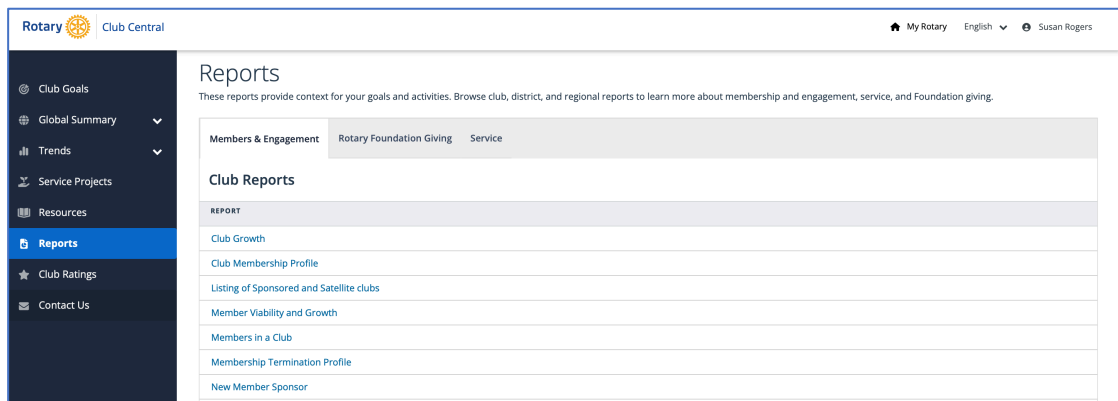 Rotary Club Central
My Rotary English Susan Rogers
Club Goals
Global Summary
Trends
Service Projects
Resources
Reports
Club Ratings
Contact Us
Reports
These reports provide context for your goals and activities. Browse club, district, and regional reports to learn more about membership and engagement, service, and Foundation giving.
Members & Engagement Rotary Foundation Giving Service
Club Reports
REPORT
Club Growth
Club Membership Profile
Listing of Sponsored and Satellite clubs
Member Viability and Growth
Members in a Club
Membership Termination Profile
New Member Sponsor